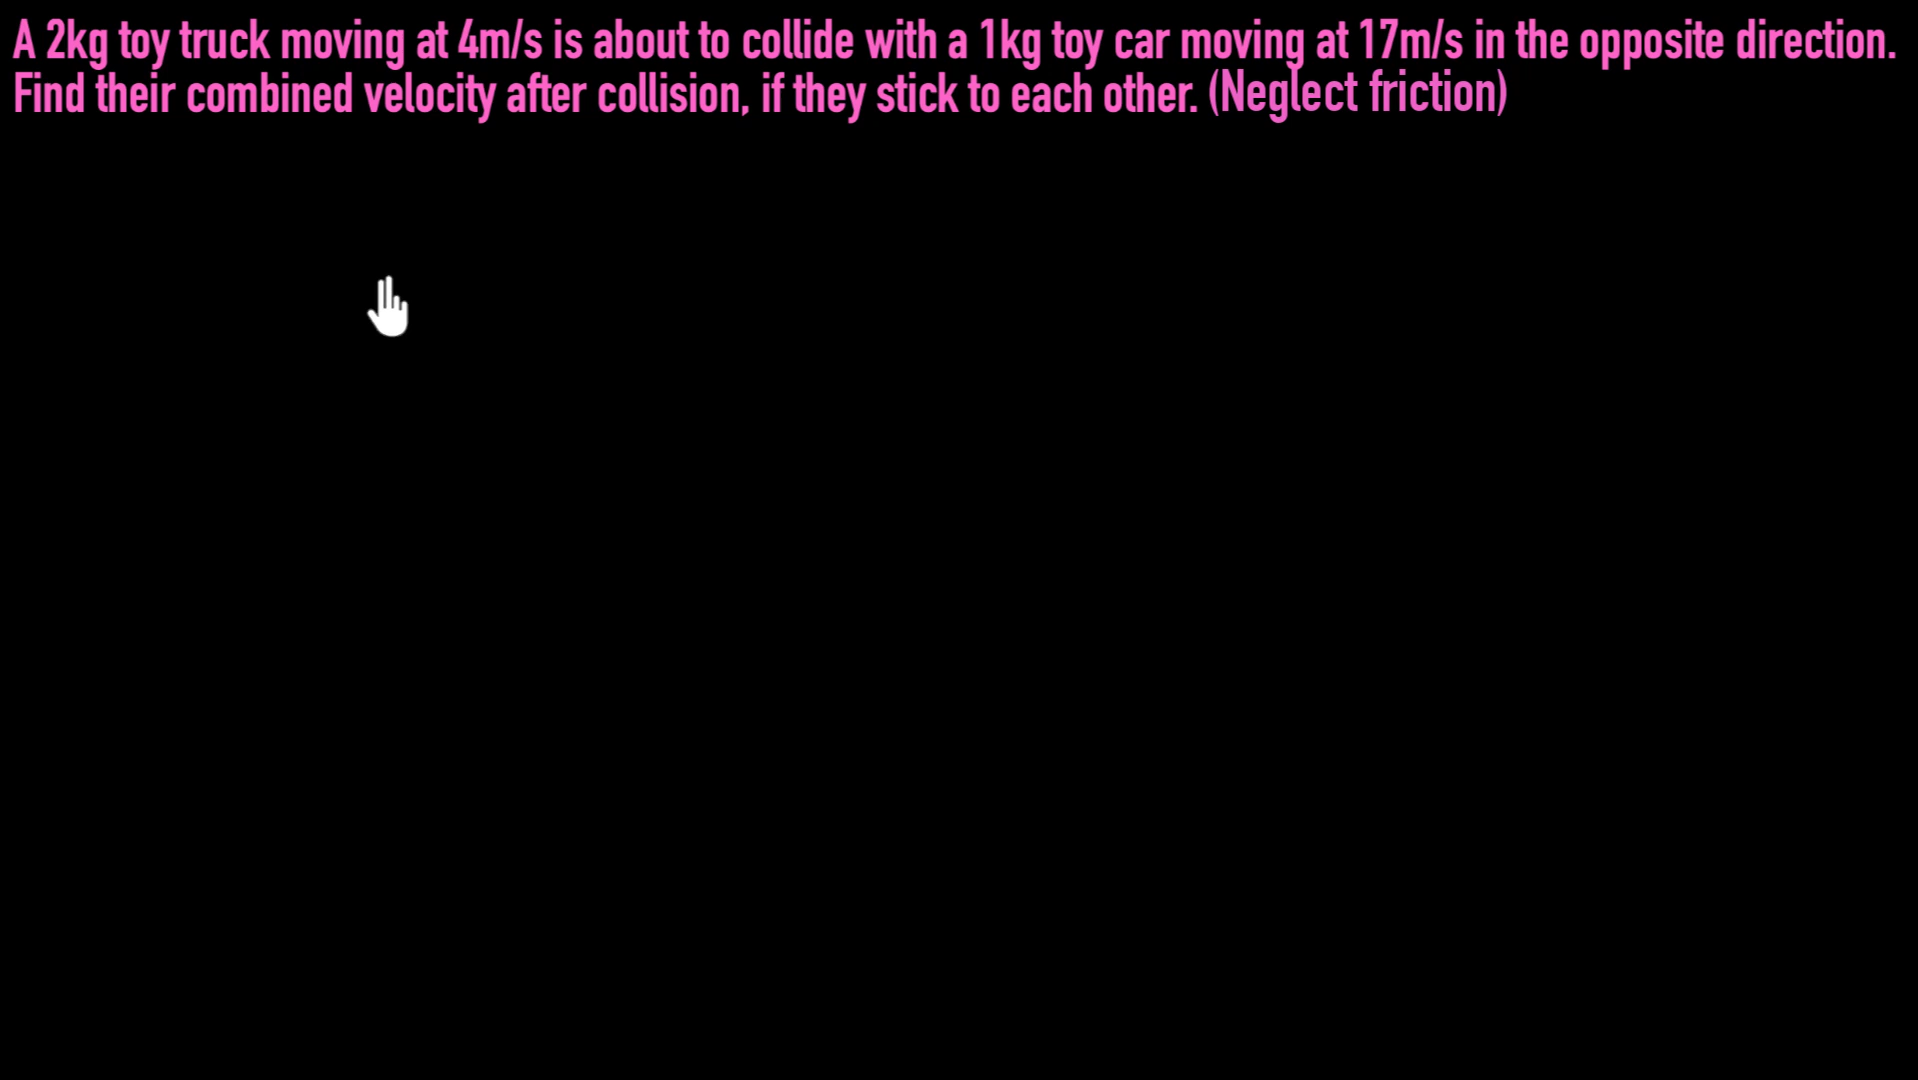 A 2kg toy truck moving at 4m/s is about to collide with a 1kg toy car moving at 17m/s in the opposite direction.
Find their combined velocity after collision, if they stick to each other. (Neglect friction)